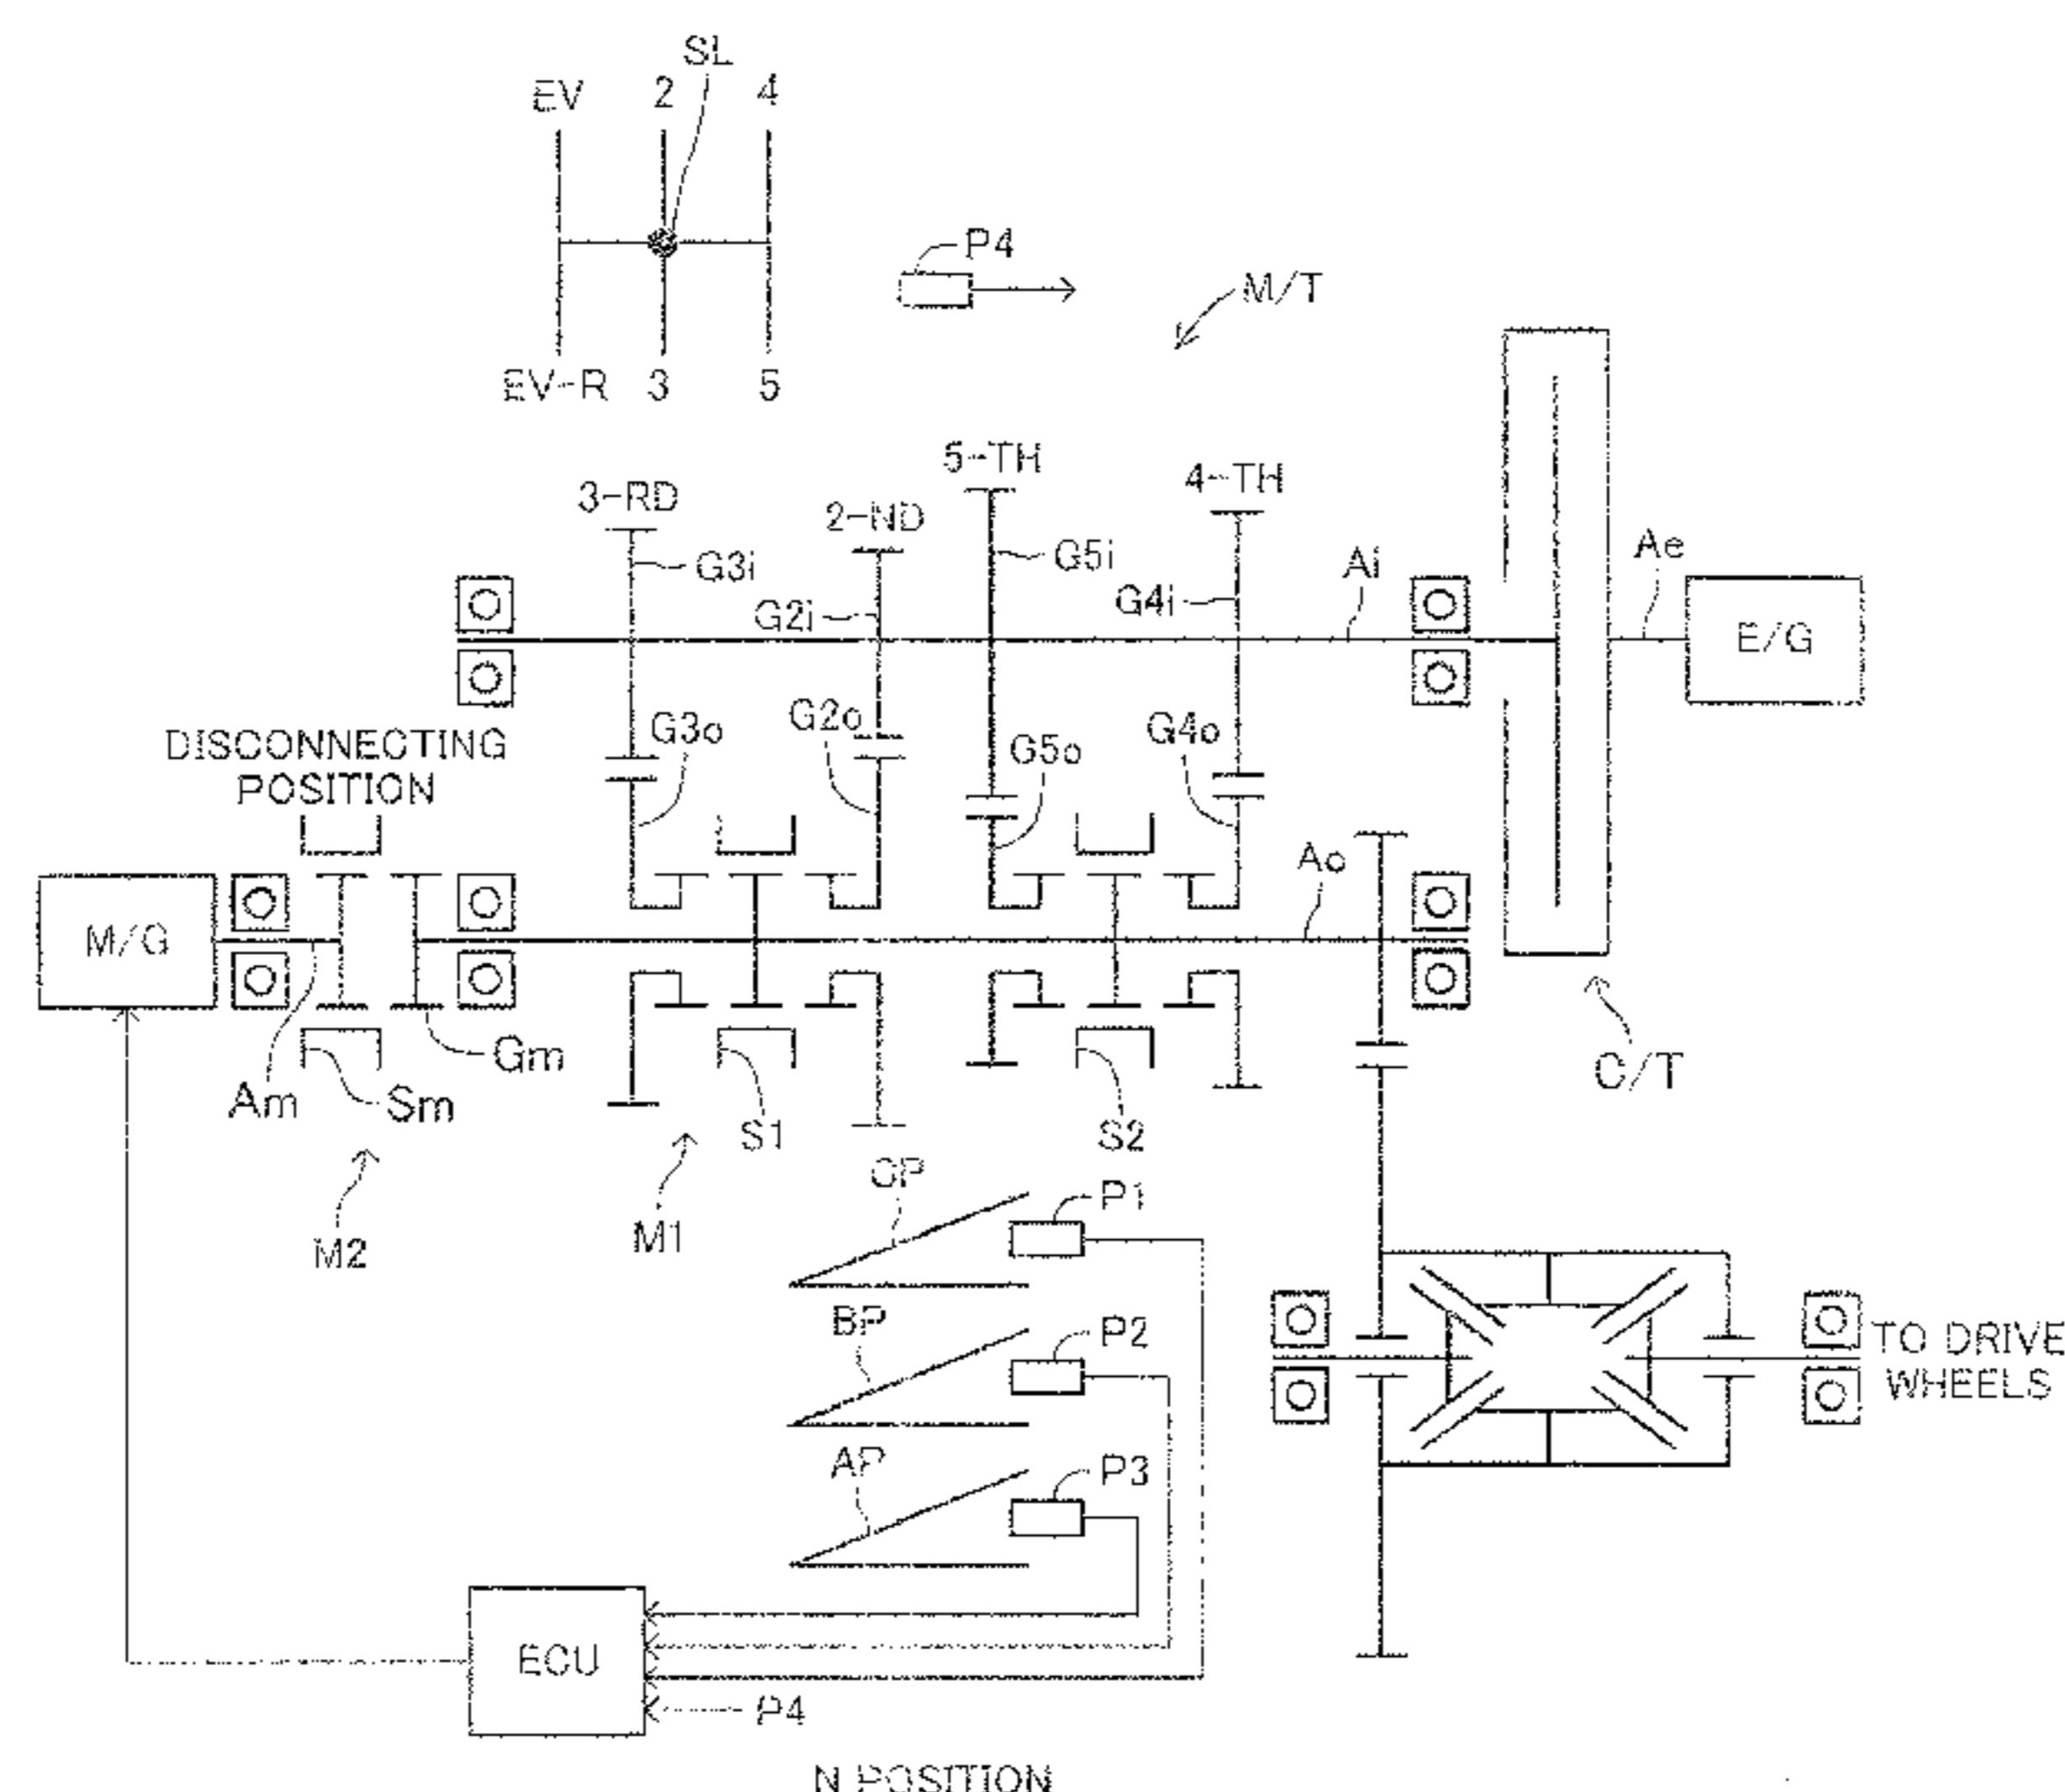 SL
EV 2 4
P4
M/T
EV-R 3 5
5-TH
3-RD
4-TH
2-ND
G3i
G5i
Ai
Ae
G2i
G4i
E/G
G3o
G2o
G5o
G4o
DISCONNECTING
POSITION
Ao
M/G
Gm
Am
Sm
S1
S2
C/T
M2
M1
CP
P1
BP
P2
TO DRIVE
WHEELS
AP
P3
ECU
P4
N POSITION